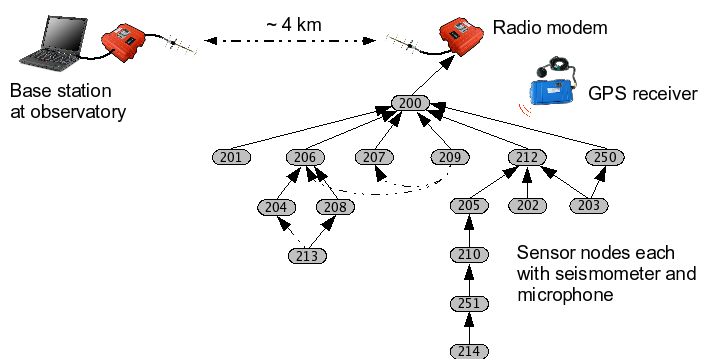 ~ 4 km
Radio modem
Base station
at observatory
GPS receiver
200
201
206
207
209
212
250
204
208
205
202
203
213
210
Sensor nodes each
with seismometer and
microphone
251
214